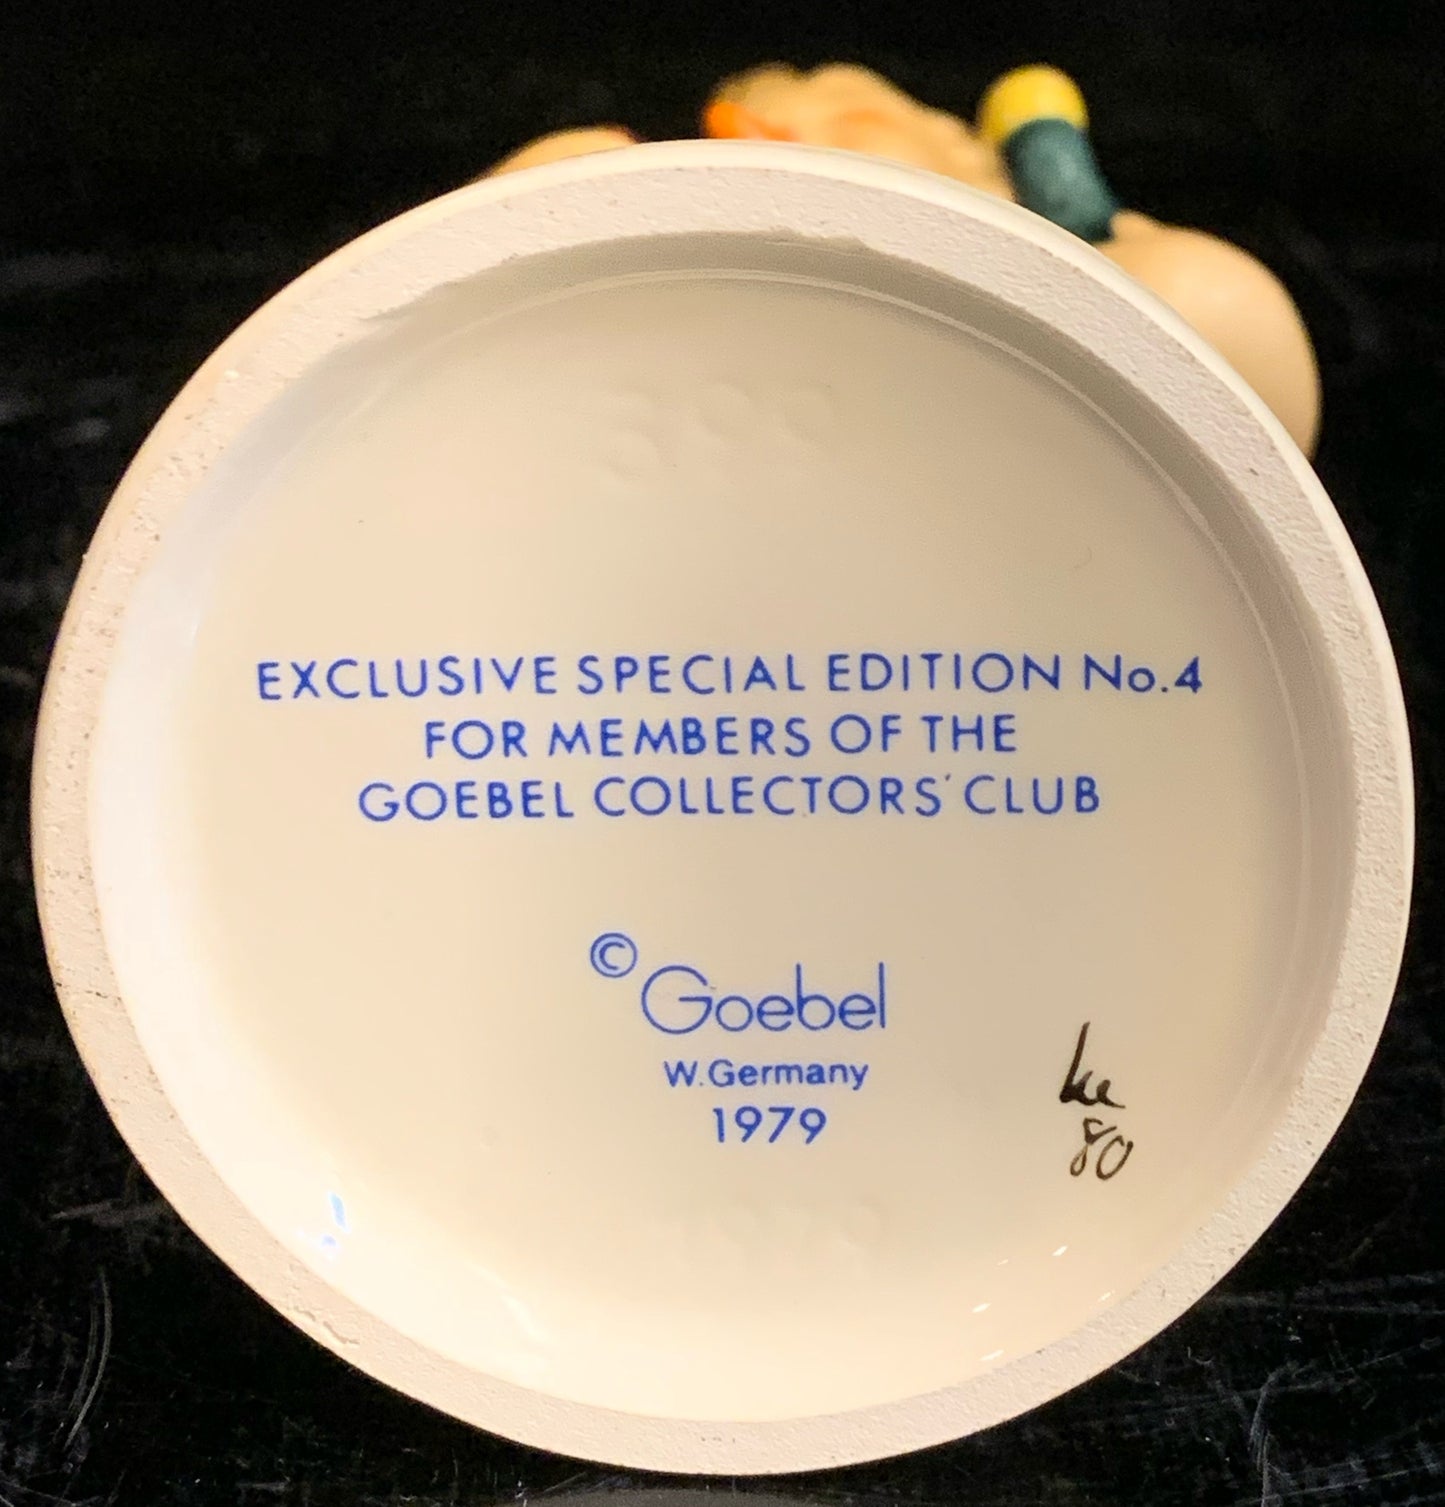 EXCLUSIVE SPECIAL EDITION No.4
FOR MEMBERS OF THE
GOEBEL COLLECTORS' CLUB
© Goebel
W. Germany
1979
80